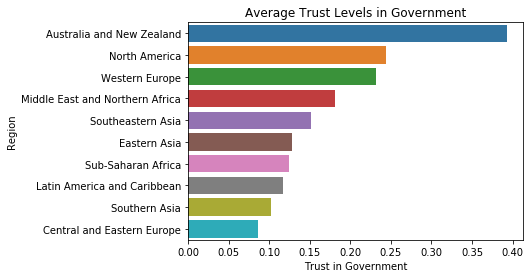 Average Trust Levels in Government
Region
Australia and New Zealand
North America
Western Europe
Middle East and Northern Africa
Southeastern Asia
Eastern Asia
Sub-Saharan Africa
Latin America and Caribbean
Southern Asia
Central and Eastern Europe
0.00 0.05 0.10 0.15 0.20 0.25 0.30 0.35 0.40
Trust in Government